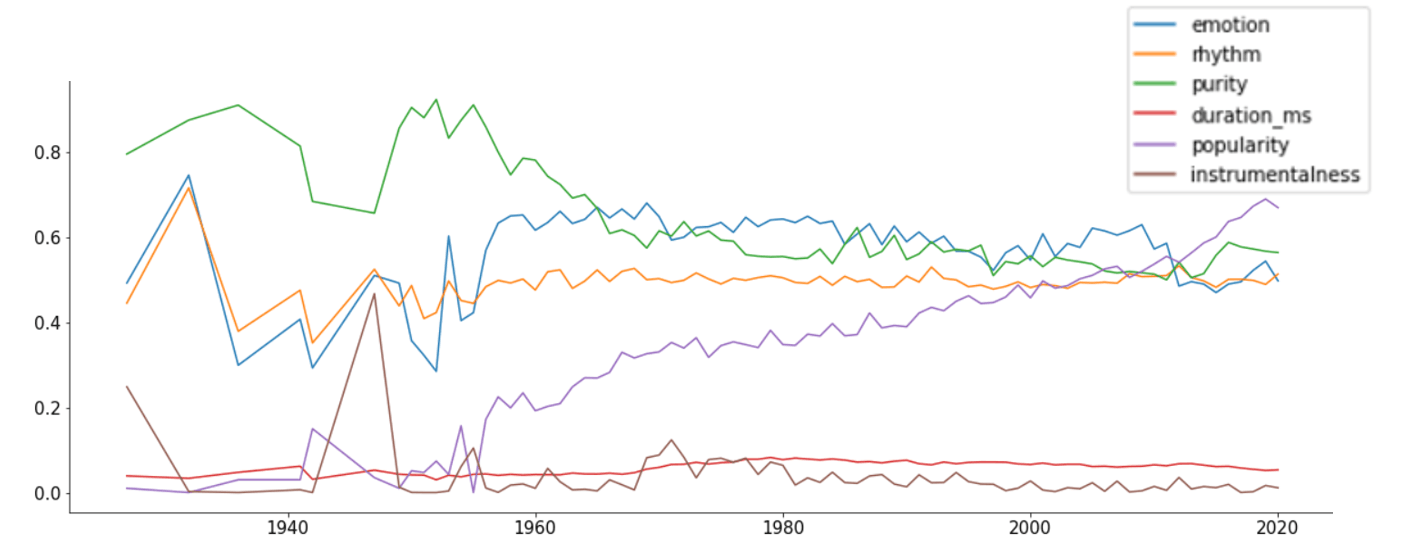 emotion
rhythm
purity
duration_ms
popularity
instrumentalness
0.8
0.6
0.4
0.2
0.0
1940 1960 1980 2000 2020